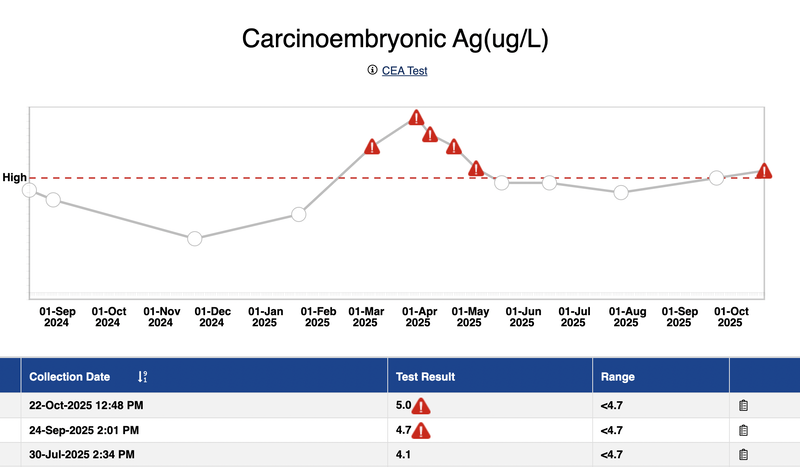 Carcinoembryonic Ag(ug/L)
CEA Test
High
01-Sep 01-Oct 01-Nov 01-Dec 01-Jan 01-Feb 01-Mar 01-Apr 01-May 01-Jun 01-Jul 01-Aug 01-Sep 01-Oct
2024 2024 2024 2024 2025 2025 2025 2025 2025 2025 2025 2025 2025 2025
Collection Date Test Result Range
22-Oct-2025 12:48 PM 5.0 <4.7
24-Sep-2025 2:01 PM 4.7 <4.7
30-Jul-2025 2:34 PM 4.1 <4.7